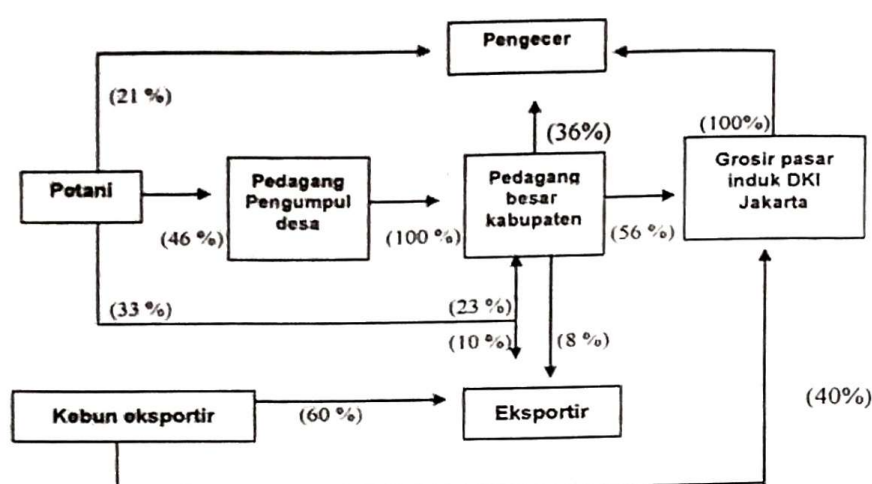 Pengecer
(21 %)
(36%)
(100%)
Potani
Pedagang
Pengumpul
desa
Pedagang
besar
kabupaten
Grosir pasar
induk DKI
Jakarta
(46 %)
(100 %)
(56 %)
(33 %)
(23 %)
(10 %)
(8 %)
(40%)
Kebun oksportir
(60 %)
Eksportir